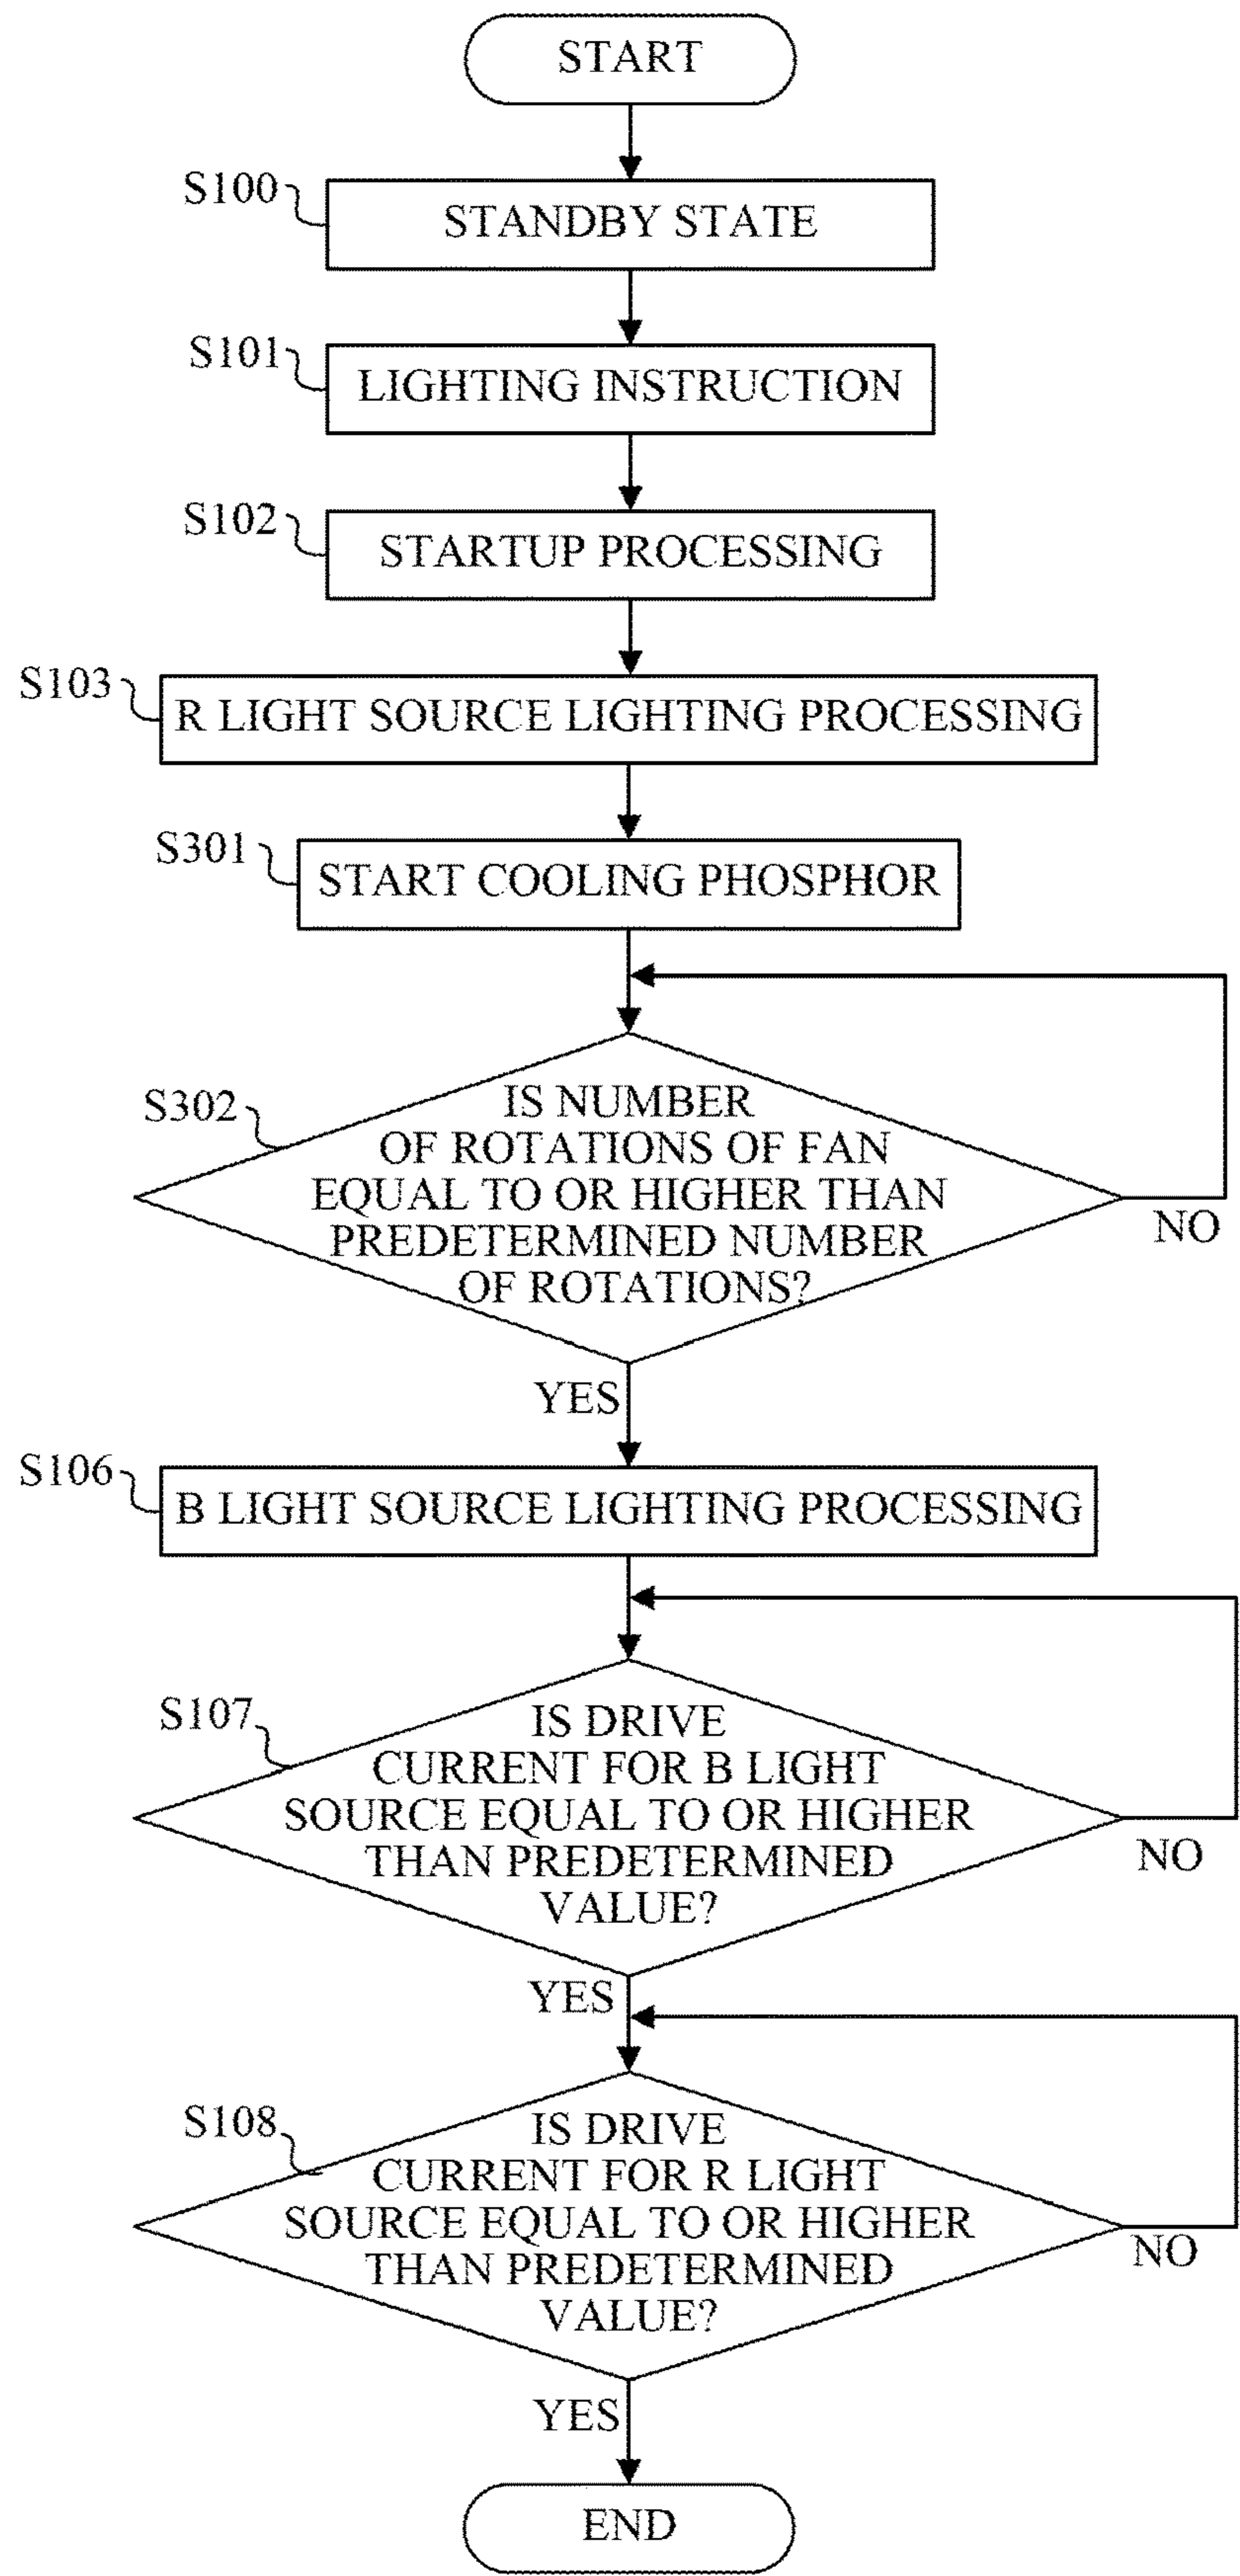 START
S100
STANDBY STATE
S101
LIGHTING INSTRUCTION
S102
STARTUP PROCESSING
S103
R LIGHT SOURCE LIGHTING PROCESSING
S301
START COOLING PHOSPHOR
S302
IS NUMBER
OF ROTATIONS OF FAN
EQUAL TO OR HIGHER THAN
PREDETERMINED NUMBER
OF ROTATIONS?
NO
YES
S106
B LIGHT SOURCE LIGHTING PROCESSING
S107
IS DRIVE
CURRENT FOR B LIGHT
SOURCE EQUAL TO OR HIGHER
THAN PREDETERMINED
VALUE?
NO
YES
S108
IS DRIVE
CURRENT FOR R LIGHT
SOURCE EQUAL TO OR HIGHER
THAN PREDETERMINED
VALUE?
NO
YES
END